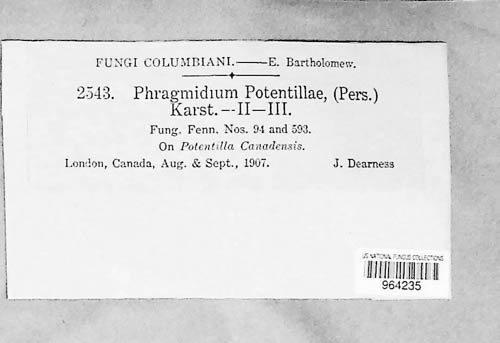 FUNGI COLUMBIANI.——E. Bartholomew.
2543. Phragmidium Potentillae, (Pers.)
Karst.--II—III.
Fung. Fenn. Nos. 94 and 593.
On Potentilla Canadensis.
London, Canada, Aug. & Sept., 1907. J. Dearness
US NATIONAL FUNGUS COLLECTIONS
964235